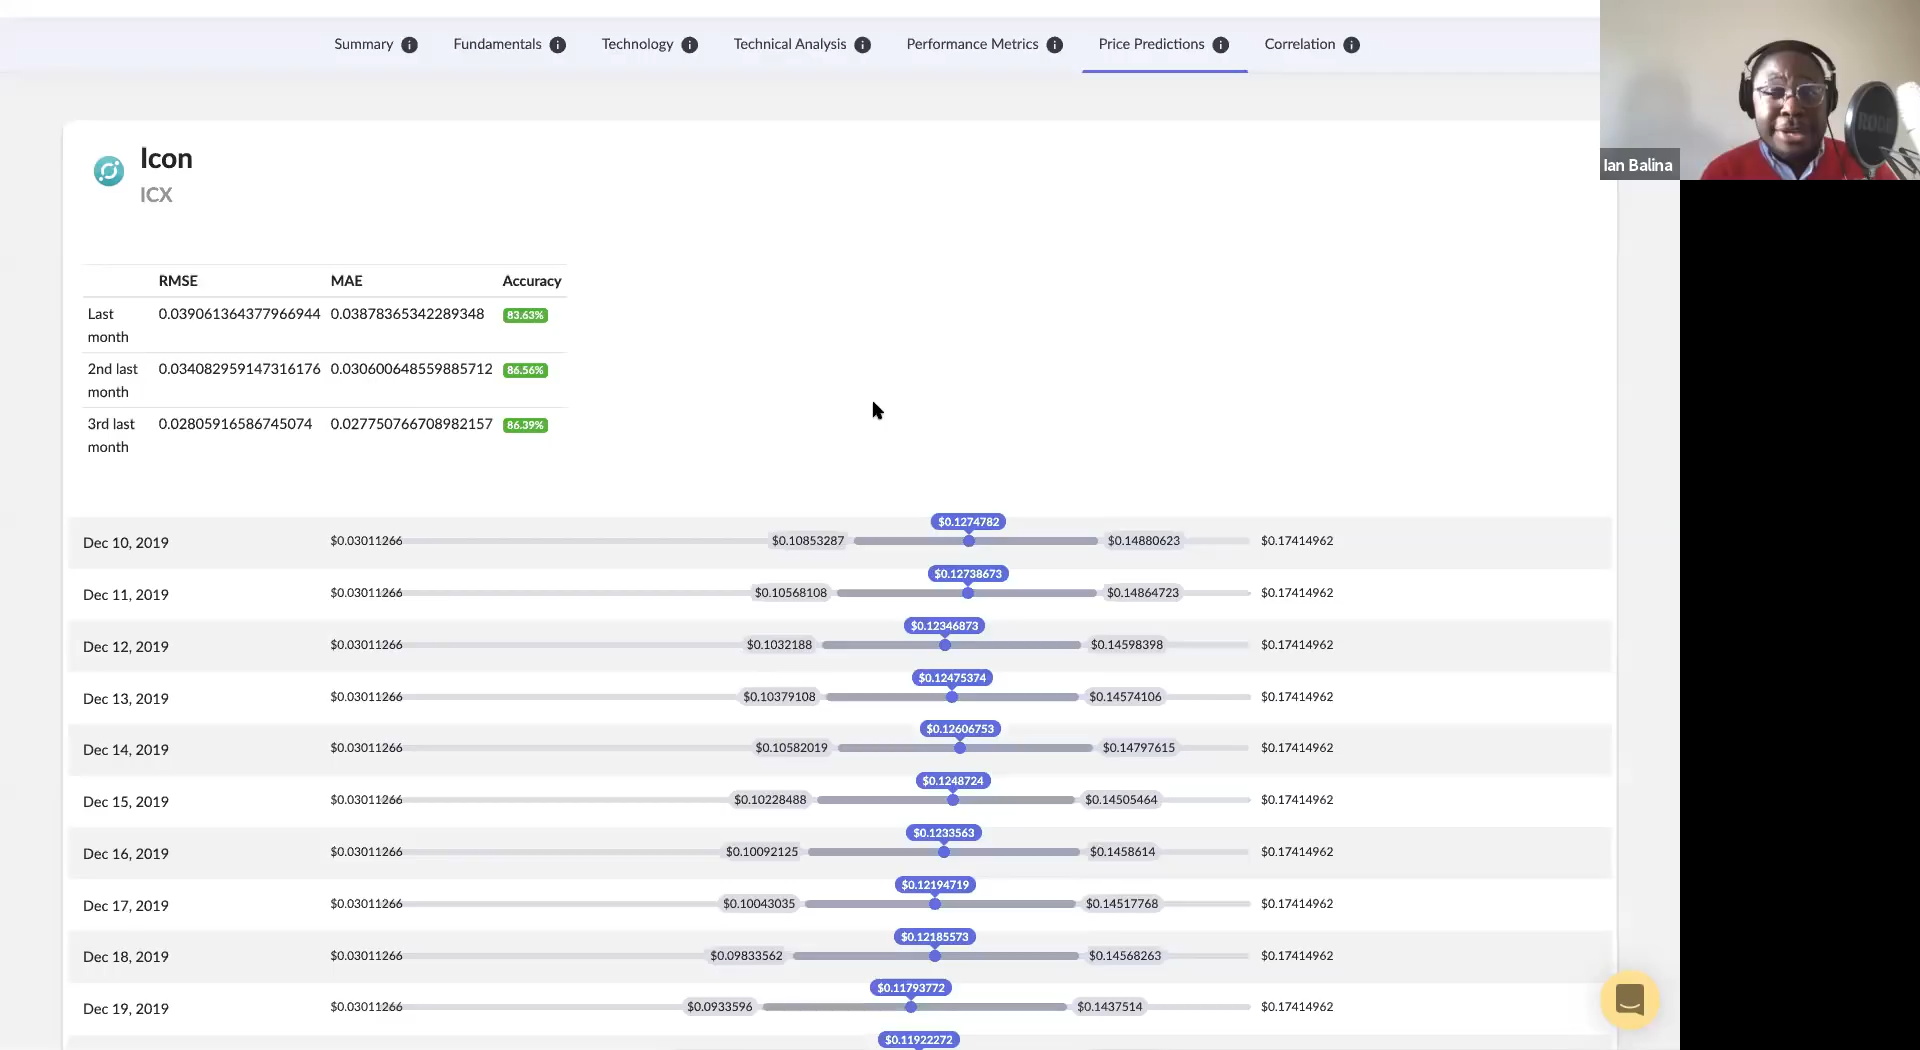 Summary Fundamentals Technology Technical Analysis Performance Metrics Price Predictions Correlation
Ian Balina
RODE
Icon
ICX
RMSE MAE Accuracy
Last month 0.039061364377966944 0.03878365342289348 83.63%
2nd last month 0.034082959147316176 0.030600648559885712 86.56%
3rd last month 0.02805916586745074 0.027750766708982157 86.39%
$0.1274782
Dec 10, 2019 $0.03011266 $0.10853287 $0.14880623 $0.17414962
$0.12738673
Dec 11, 2019 $0.03011266 $0.10568108 $0.14864723 $0.17414962
$0.12346873
Dec 12, 2019 $0.03011266 $0.1032188 $0.14598398 $0.17414962
$0.12475374
Dec 13, 2019 $0.03011266 $0.10379108 $0.14574106 $0.17414962
$0.12606753
Dec 14, 2019 $0.03011266 $0.10582019 $0.14797615 $0.17414962
$0.1248724
Dec 15, 2019 $0.03011266 $0.10228488 $0.14505464 $0.17414962
$0.1233563
Dec 16, 2019 $0.03011266 $0.10092125 $0.1458614 $0.17414962
$0.12194719
Dec 17, 2019 $0.03011266 $0.10043035 $0.14517768 $0.17414962
$0.12185573
Dec 18, 2019 $0.03011266 $0.09833562 $0.14568263 $0.17414962
$0.11793772
Dec 19, 2019 $0.03011266 $0.0933596 $0.1437514 $0.17414962
$0.11922272